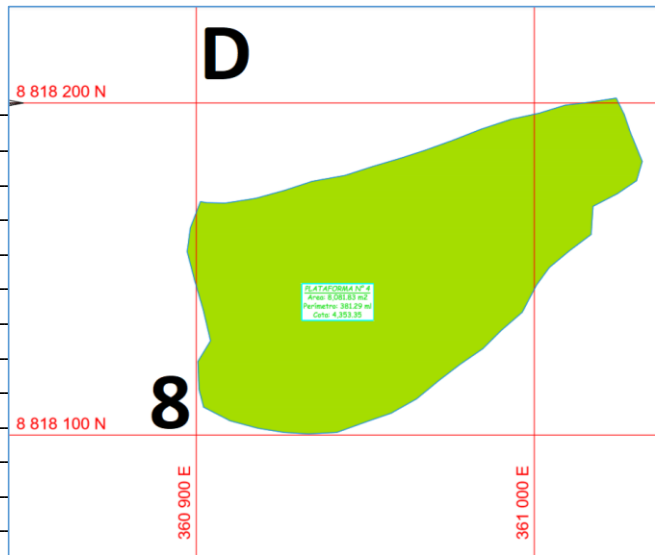 D
8 818 200 N
PLATAFORMA N° 4
Area: 8,081.63 m2
Perimetro: 381.29 ml
Cota: 4,353.35
8
8 818 100 N
360 900 E
361 000 E